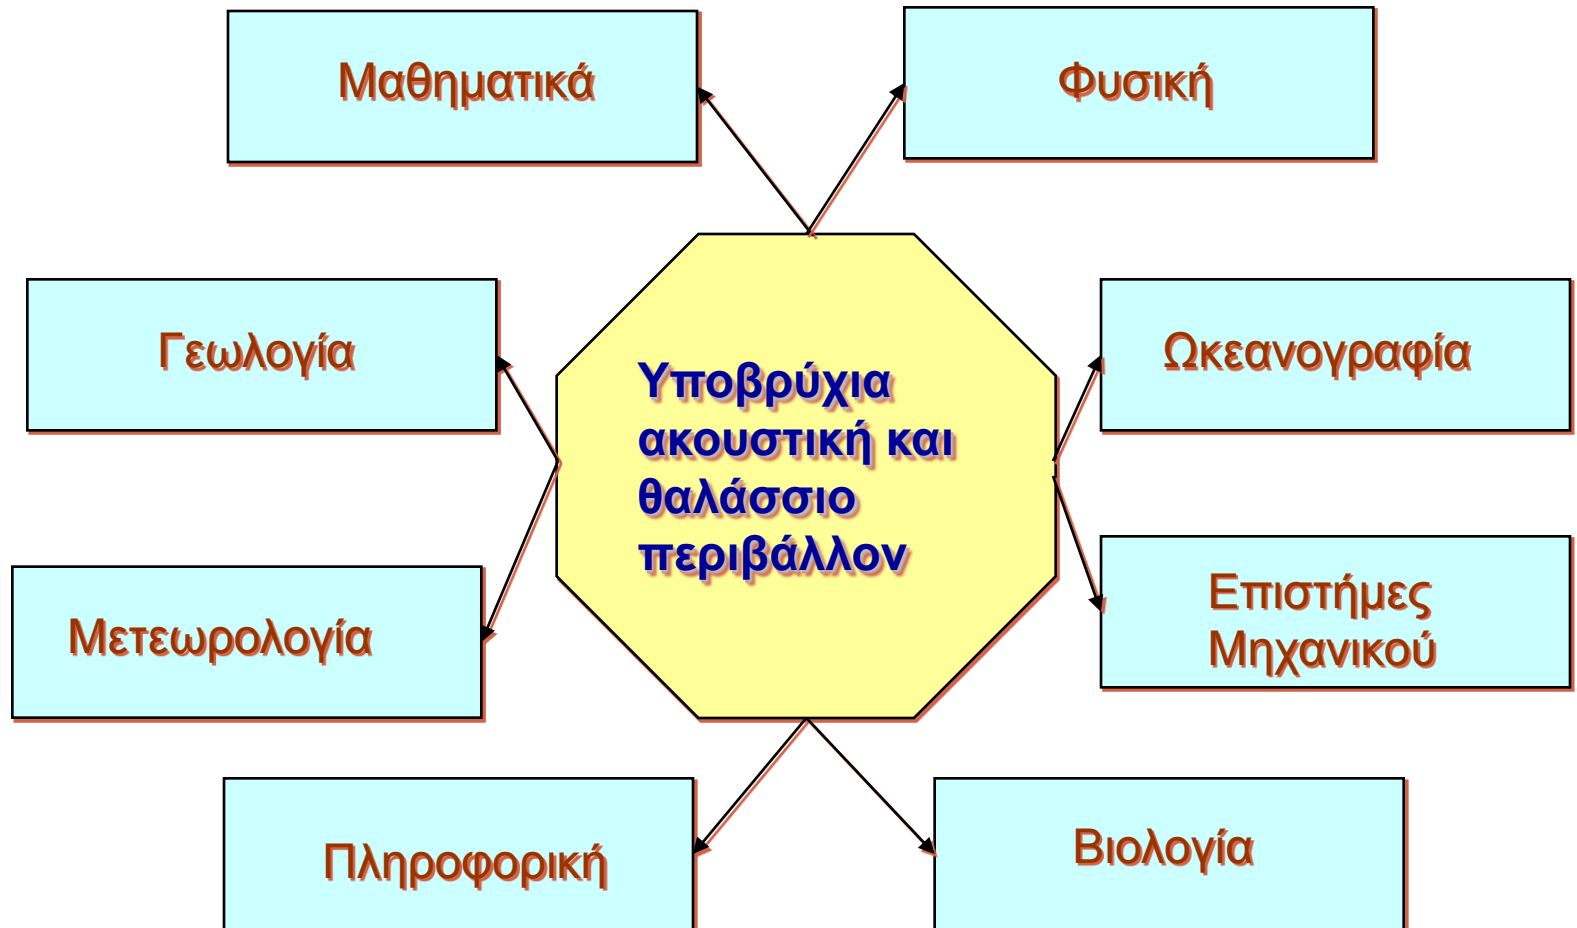 Μαθηματικά
Φυσική
Γεωλογία
Ωκεανογραφία
Υποβρύχια
ακουστική και
θαλάσσιο
περιβάλλον
Μετεωρολογία
Επιστήμες
Μηχανικού
Πληροφορική
Βιολογία